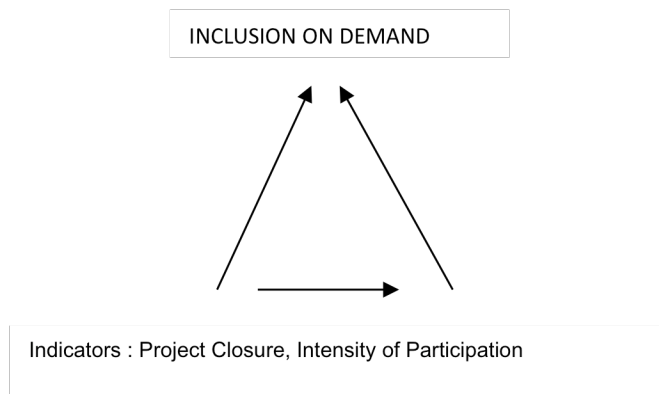 INCLUSION ON DEMAND
Indicators : Project Closure, Intensity of Participation